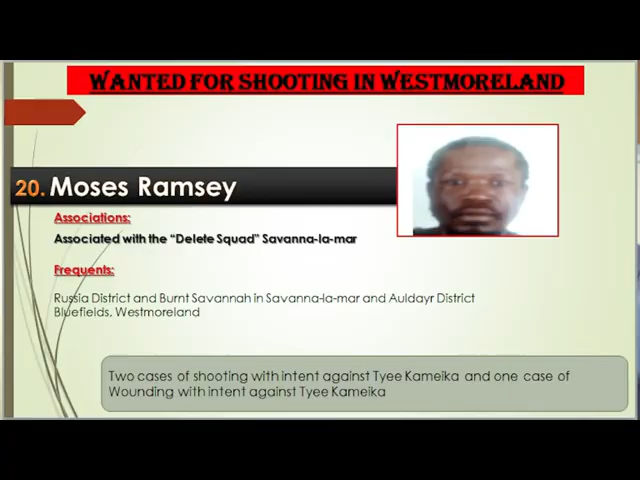 WANTED FOR SHOOTING IN WESTMORELAND
20. Moses Ramsey
Associations:
Associated with the “Delete Squad” Savanna-la-mar
Frequents:
Russia District and Burnt Savannah in Savanna-la-mar and Auldayr District
Bluefields, Westmoreland
Two cases of shooting with intent against Tyee Kameika and one case of
Wounding with intent against Tyee Kameika